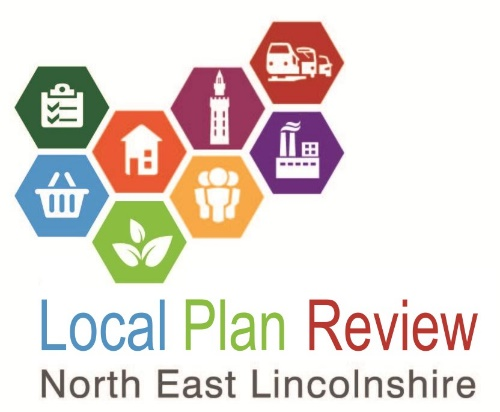 Local Plan Review
North East Lincolnshire